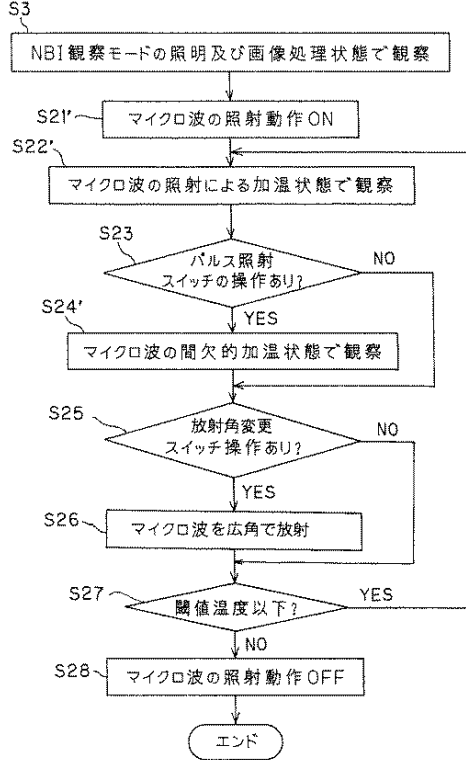 S3
NBI観察モードの照明及び画像処理状態で観察
S21'
マイクロ波の照射動作ON
S22'
マイクロ波の照射による加温状態で観察
S23
パルス照射
スイッチの操作あり?
NO
YES
S24'
マイクロ波の間欠的加温状態で観察
S25
放射角変更
スイッチ操作あり?
NO
YES
S26
マイクロ波を広角で放射
S27
閾値温度以下?
YES
NO
S28
マイクロ波の照射動作OFF
エンド